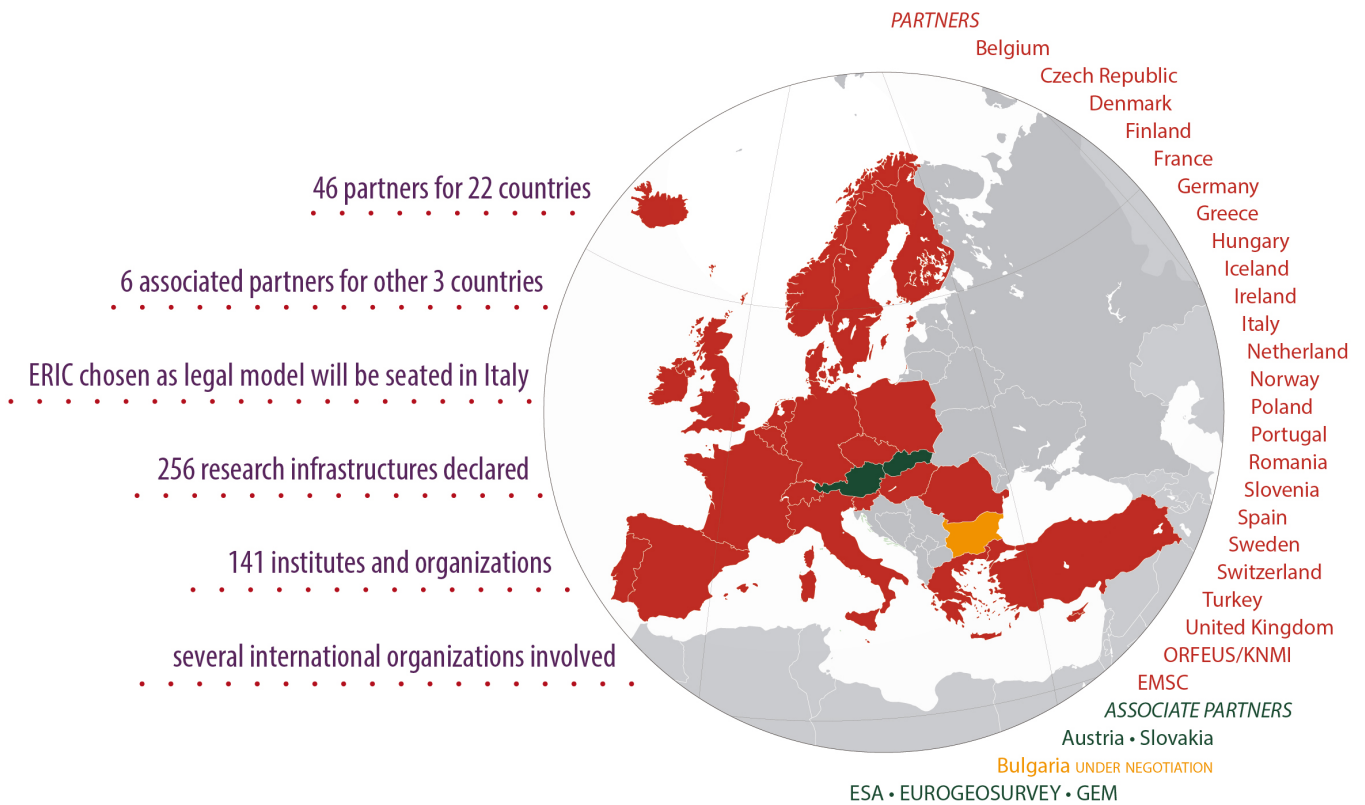 46 partners for 22 countries
6 associated partners for other 3 countries
ERIC chosen as legal model will be seated in Italy
256 research infrastructures declared
141 institutes and organizations
several international organizations involved
PARTNERS
Belgium
Czech Republic
Denmark
Finland
France
Germany
Greece
Hungary
Iceland
Ireland
Italy
Netherland
Norway
Poland
Portugal
Romania
Slovenia
Spain
Sweden
Switzerland
Turkey
United Kingdom
ORFEUS/KNMI
EMSC
ASSOCIATE PARTNERS
Austria • Slovakia
Bulgaria UNDER NEGOTIATION
ESA • EUROGEOSURVEY • GEM